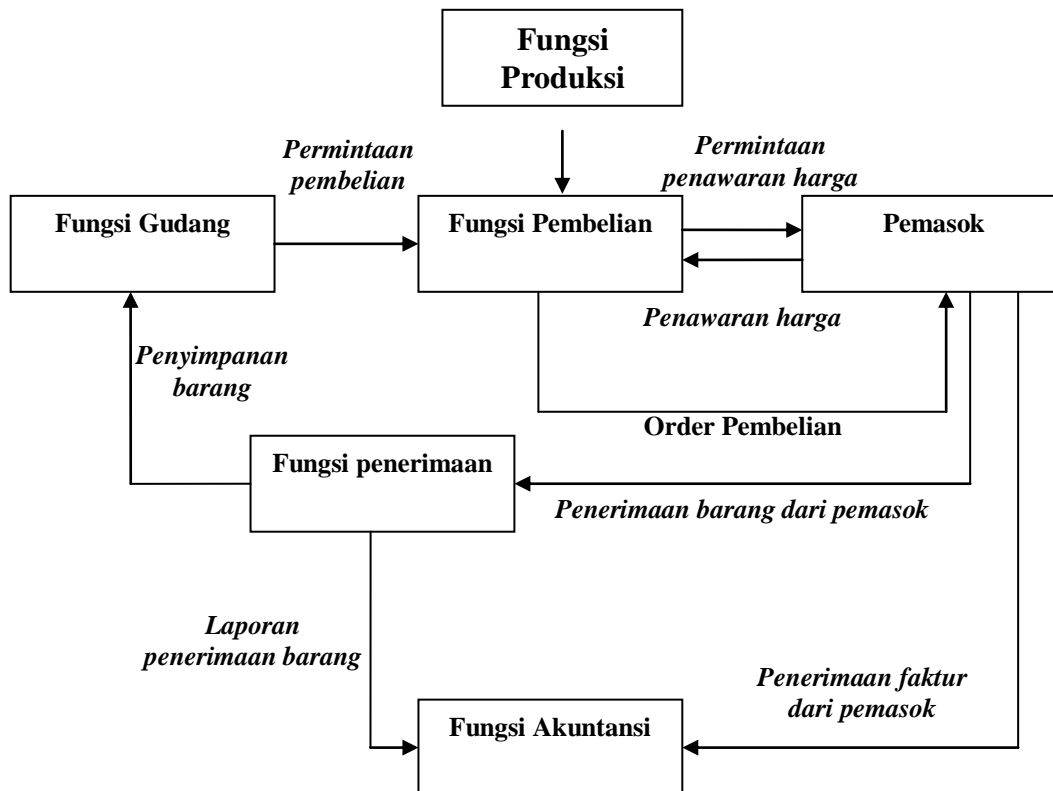 Fungsi
Produksi
Permintaan
pembelian
Permintaan
penawaran harga
Fungsi Gudang
Fungsi Pembelian
Pemasok
Penawaran harga
Penyimpanan
barang
Order Pembelian
Fungsi penerimaan
Penerimaan barang dari pemasok
Laporan
penerimaan barang
Penerimaan faktur
dari pemasok
Fungsi Akuntansi